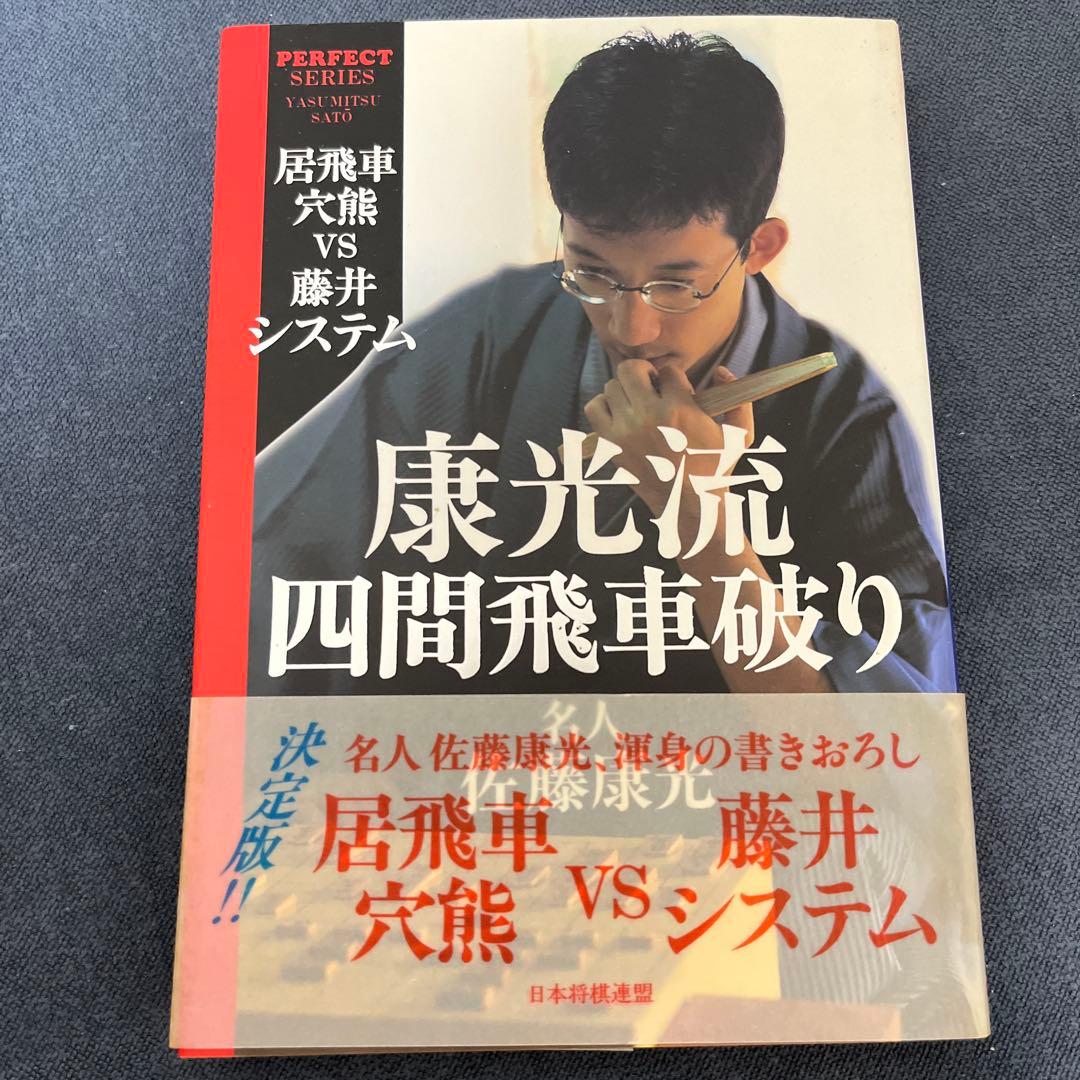 PERFECT
SERIES
YASUMITSU
SATŌ
居飛車
穴熊
VS
藤井
システム
康光流
四間飛車破り
名人
佐藤康光
決定版!!
名人 佐藤康光、渾身の書きおろし
居飛車
穴熊
VS
藤井
システム
日本将棋連盟